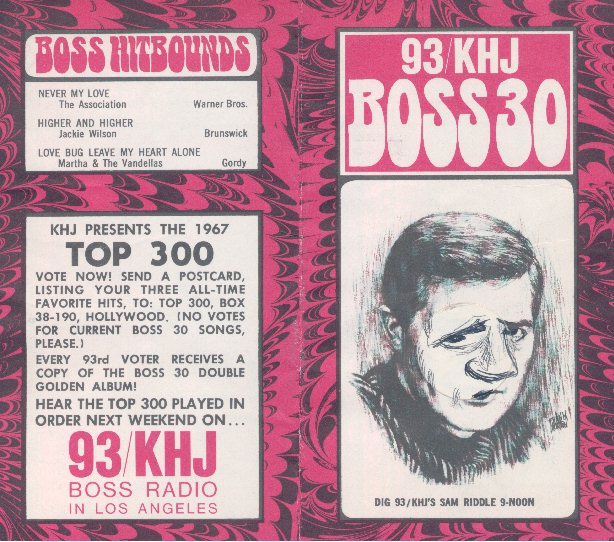 BOSS HITBOUNDS
NEVER MY LOVE
The Association Warner Bros.
HIGHER AND HIGHER
Jackie Wilson Brunswick
LOVE BUG LEAVE MY HEART ALONE
Martha & The Vandellas Gordy
KHJ PRESENTS THE 1967
TOP 300
VOTE NOW! SEND A POSTCARD,
LISTING YOUR THREE ALL-TIME
FAVORITE HITS, TO: TOP 300, BOX
38-190, HOLLYWOOD. (NO VOTES
FOR CURRENT BOSS 30 SONGS,
PLEASE.)
EVERY 93rd VOTER RECEIVES A
COPY OF THE BOSS 30 DOUBLE
GOLDEN ALBUM!
HEAR THE TOP 300 PLAYED IN
ORDER NEXT WEEKEND ON...
93/KHJ
BOSS RADIO
IN LOS ANGELES
93/KHJ
BOSS 30
DIG 93/KHJ'S SAM RIDDLE 9-NOON